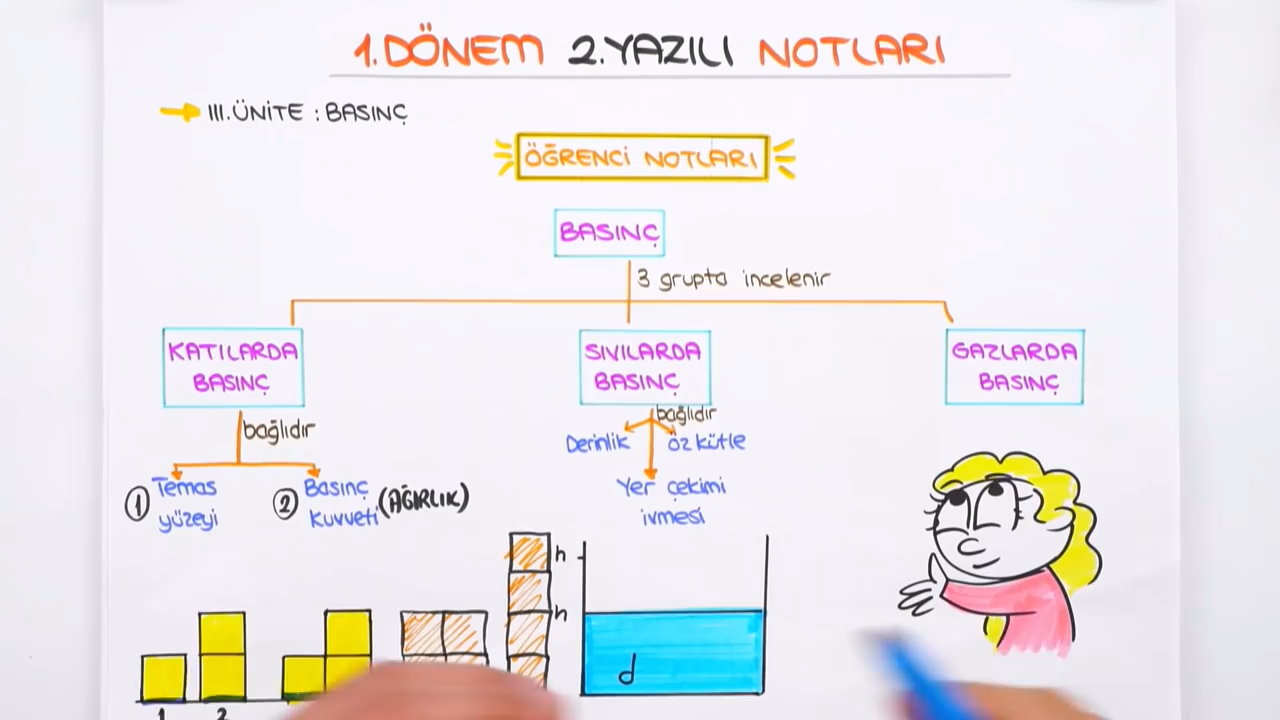 1.DÖNEM 2.YAZILI NOTLARI
III.ÜNİTE : BASINÇ
ÖĞRENCİ NOTLARI
BASINÇ
3 grupta incelenir
KATILARDA
BASINÇ
SIVILARDA
BASINÇ
GAZLARDA
BASINÇ
bağlıdır
bağlıdır
Derinlik
öz kütle
1 Temas
yüzeyi
2 Basınç
kuvveti (AĞIRLIK)
Yer çekimi
ivmesi
h
h
d
1
2